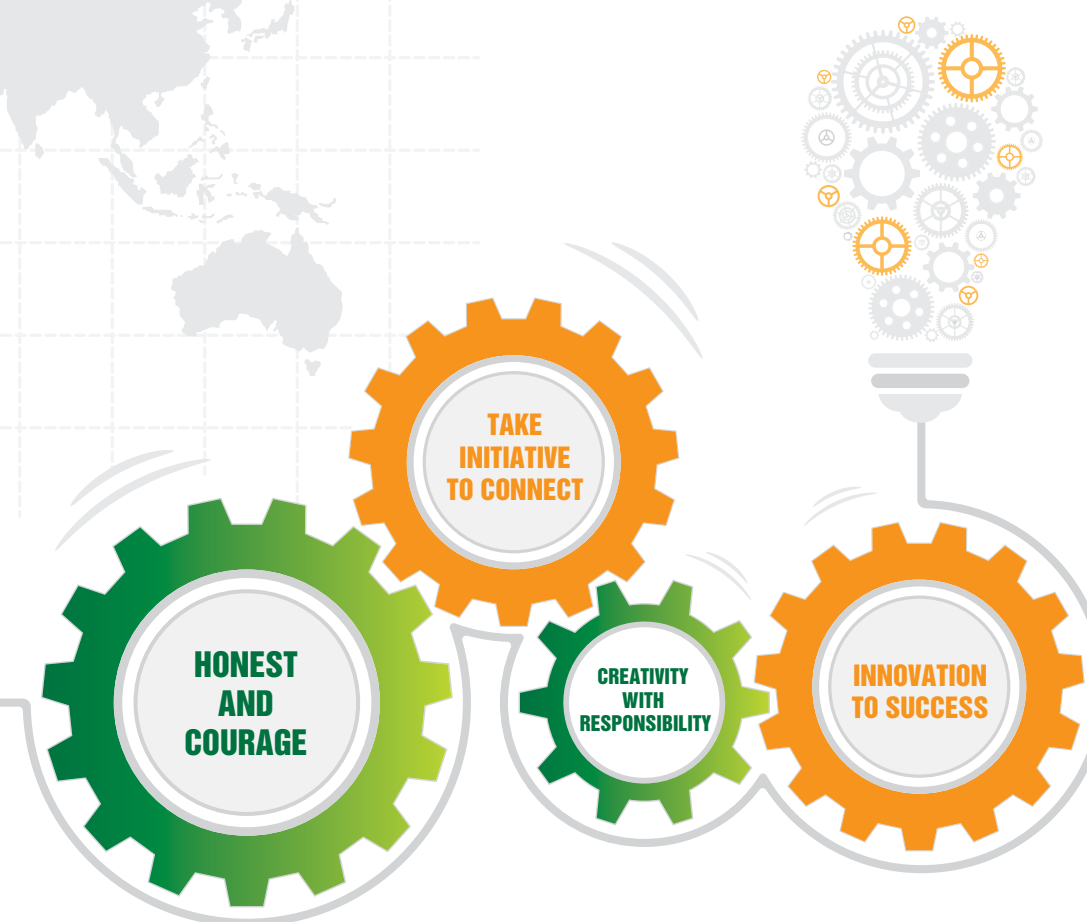 TAKE
INITIATIVE
TO CONNECT
HONEST
AND
COURAGE
CREATIVITY
WITH
RESPONSIBILITY
INNOVATION
TO SUCCESS